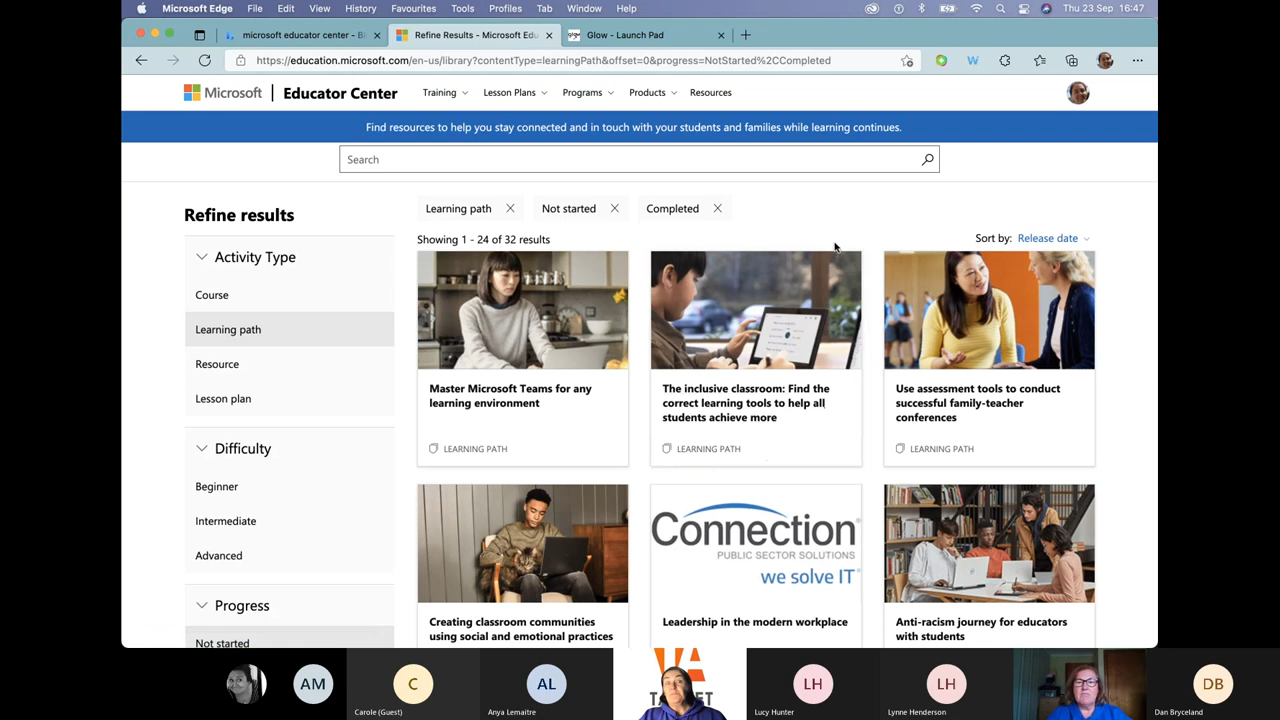 Microsoft Edge File Edit View History Favourites Tools Profiles Tab Window Help Thu 23 Sep 16:47
microsoft educator center - Bi
Refine Results - Microsoft Edu
Glow - Launch Pad
https://education.microsoft.com/en-us/library?contentType=learningPath&offset=0&progress=NotStarted%2CCompleted
Microsoft | Educator Center Training Lesson Plans Programs Products Resources
Find resources to help you stay connected and in touch with your students and families while learning continues.
Search
Refine results
Learning path Not started Completed
Showing 1 - 24 of 32 results
Sort by: Release date
Activity Type
Course
Learning path
Resource
Lesson plan
Difficulty
Beginner
Intermediate
Advanced
Progress
Not started
Master Microsoft Teams for any
learning environment
LEARNING PATH
The inclusive classroom: Find the
correct learning tools to help all
students achieve more
LEARNING PATH
Use assessment tools to conduct
successful family-teacher
conferences
LEARNING PATH
Creating classroom communities
using social and emotional practices
Connection
PUBLIC SECTOR SOLUTIONS
we solve IT
Leadership in the modern workplace
Anti-racism journey for educators
with students
AM
C
Carole (Guest)
AL
Anya Lemaitre
LH
Lucy Hunter
LH
Lynne Henderson
DB
Dan Bryceland